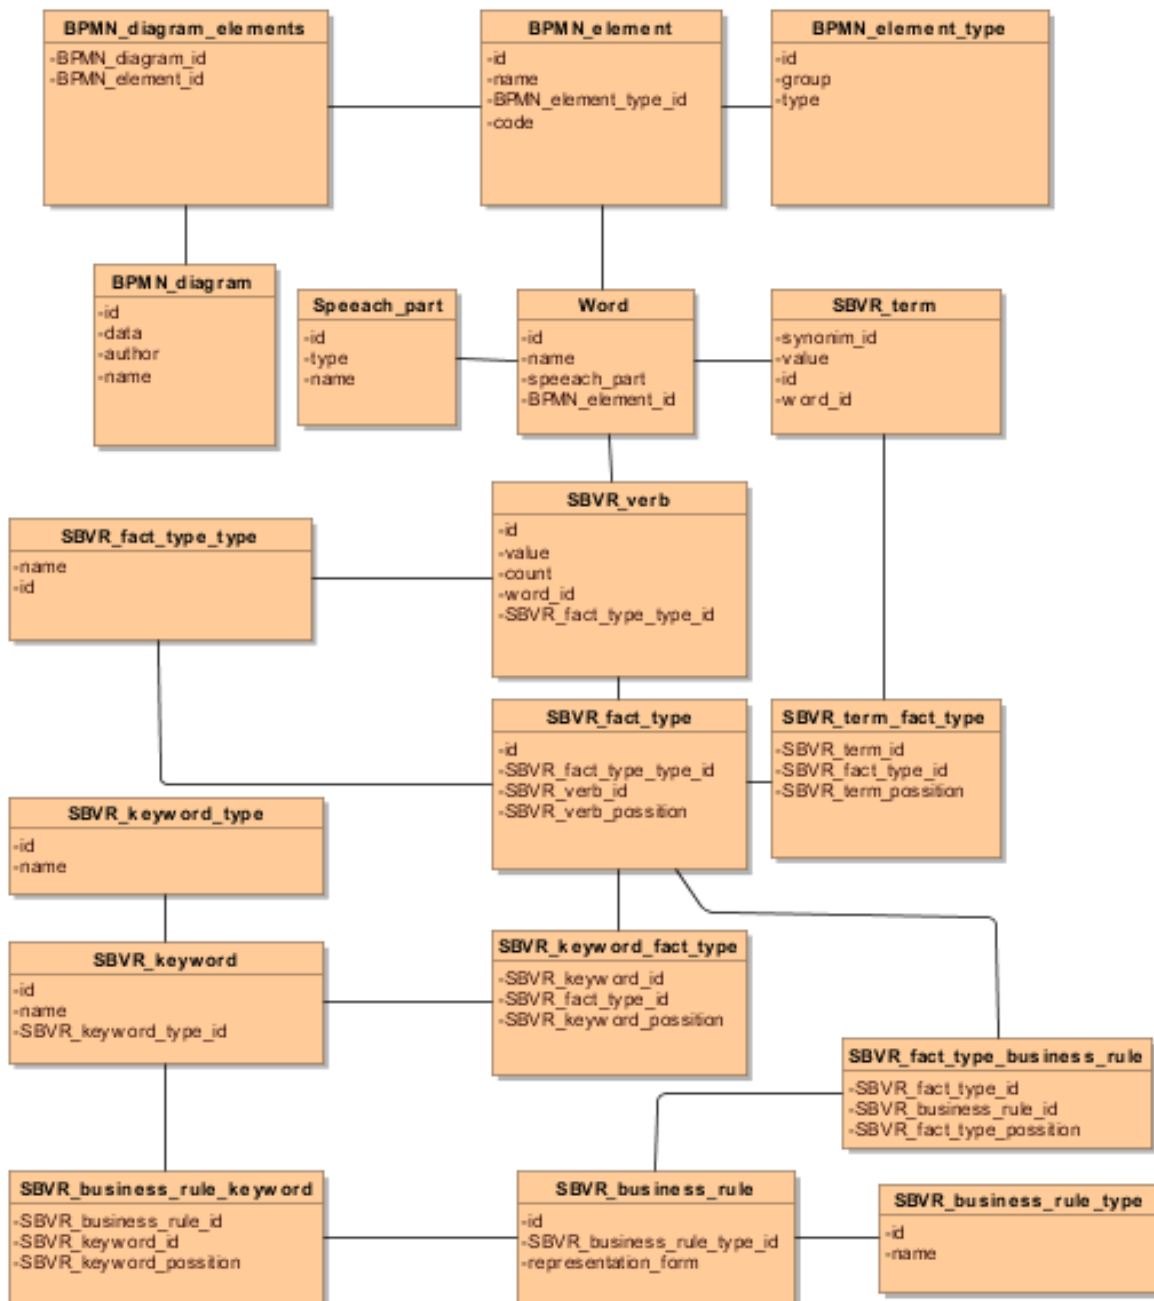 BPMN_diagram_elements
-BPMN_diagram_id
-BPMN_element_id
BPMN_element
-id
-name
-BPMN_element_type_id
-code
BPMN_element_type
-id
-group
-type
BPMN_diagram
-id
-data
-author
-name
Speeach_part
-id
-type
-name
Word
-id
-name
-speeach_part
-BPMN_element_id
SBVR_term
-synonim_id
-value
-id
-word_id
SBVR_verb
-id
-value
-count
-word_id
-SBVR_fact_type_type_id
SBVR_fact_type_type
-name
-id
SBVR_fact_type
-id
-SBVR_fact_type_type_id
-SBVR_verb_id
-SBVR_verb_possition
SBVR_term_fact_type
-SBVR_term_id
-SBVR_fact_type_id
-SBVR_term_possition
SBVR_keyword_type
-id
-name
SBVR_keyword
-id
-name
-SBVR_keyword_type_id
SBVR_keyword_fact_type
-SBVR_keyword_id
-SBVR_fact_type_id
-SBVR_keyword_possition
SBVR_fact_type_business_rule
-SBVR_fact_type_id
-SBVR_business_rule_id
-SBVR_fact_type_possition
SBVR_business_rule_keyword
-SBVR_business_rule_id
-SBVR_keyword_id
-SBVR_keyword_possition
SBVR_business_rule
-id
-SBVR_business_rule_type_id
-representation_form
SBVR_business_rule_type
-id
-name